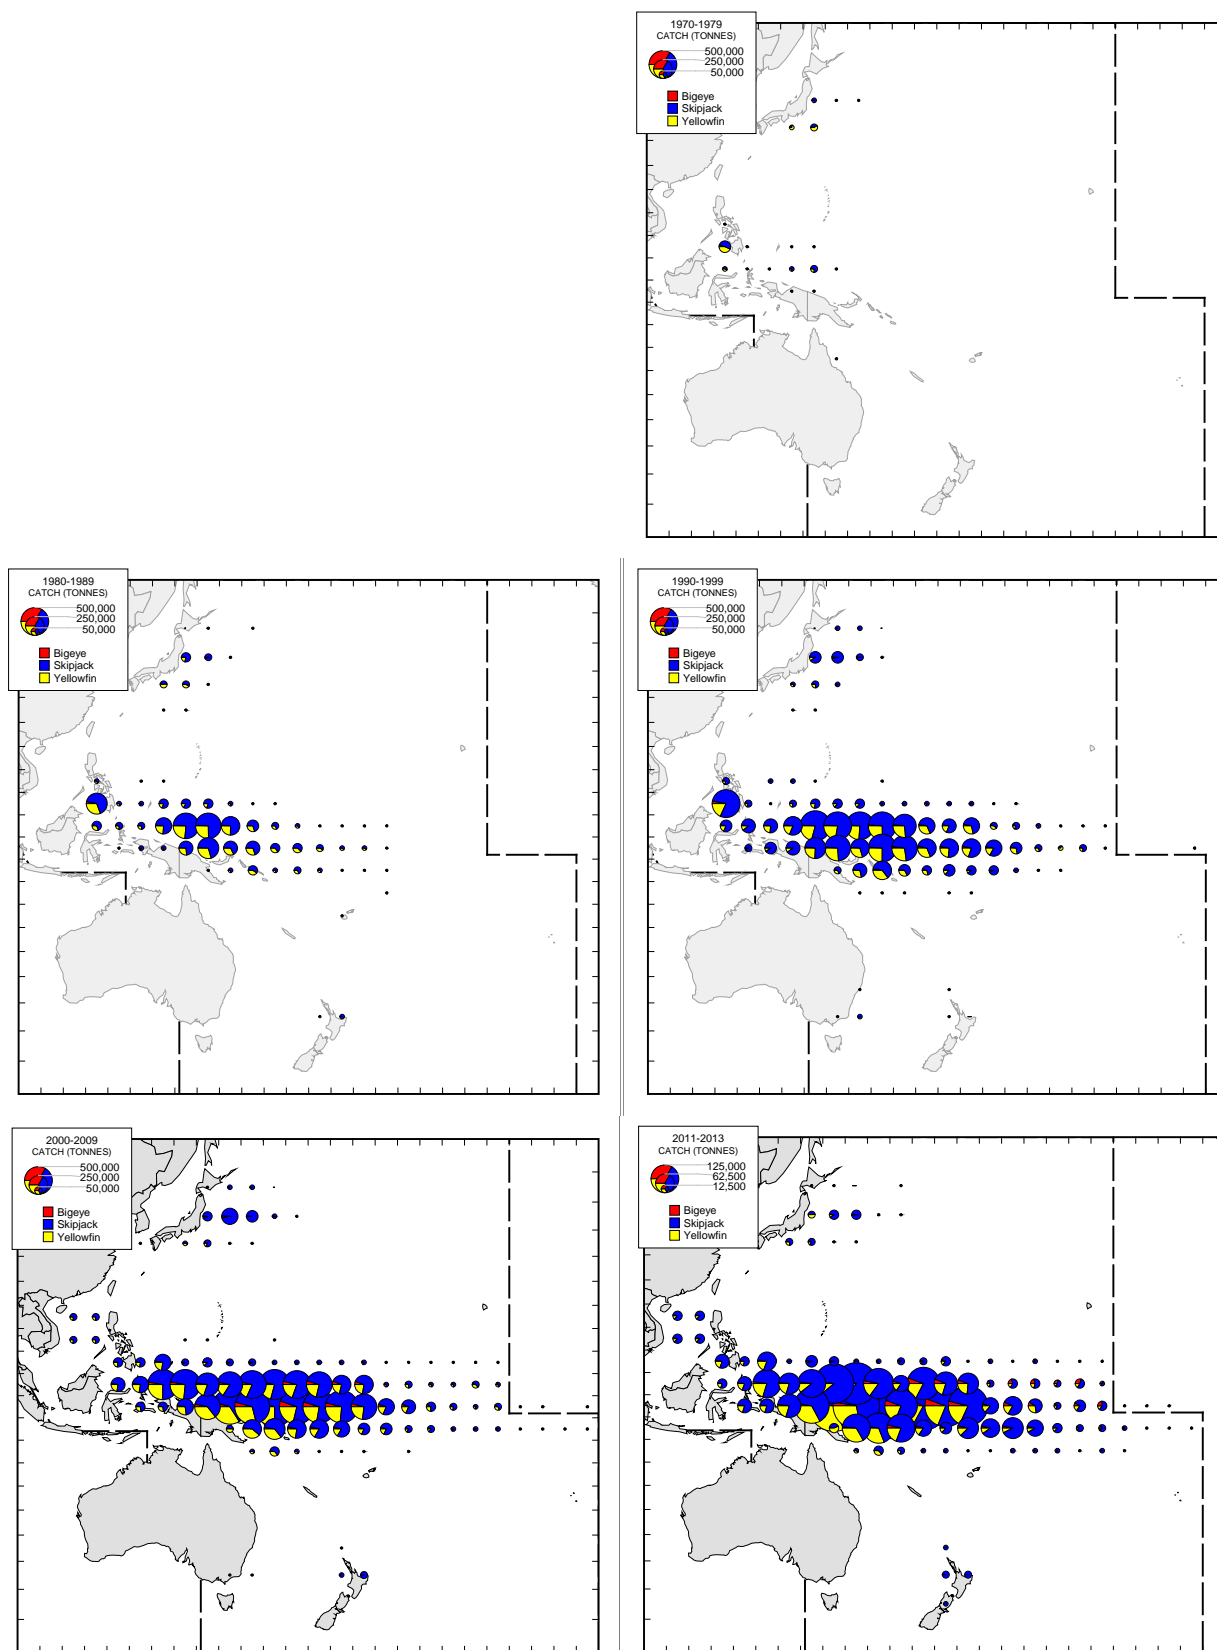 1970-1979
CATCH (TONNES)
500,000
250,000
50,000
Bigeye
Skipjack
Yellowfin
1980-1989
CATCH (TONNES)
500,000
250,000
50,000
Bigeye
Skipjack
Yellowfin
1990-1999
CATCH (TONNES)
500,000
250,000
50,000
Bigeye
Skipjack
Yellowfin
2000-2009
CATCH (TONNES)
500,000
250,000
50,000
Bigeye
Skipjack
Yellowfin
2011-2013
CATCH (TONNES)
125,000
62,500
12,500
Bigeye
Skipjack
Yellowfin